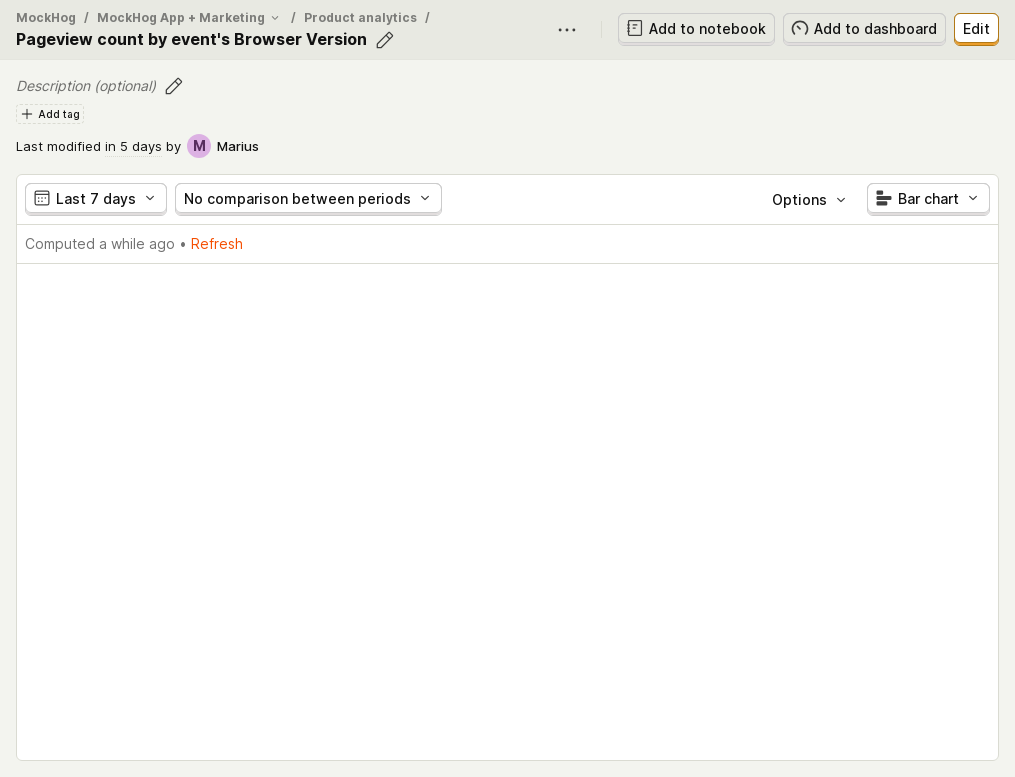 MockHog / MockHog App + Marketing / Product analytics /
Pageview count by event's Browser Version
Add to notebook
Add to dashboard
Edit
Description (optional)
Add tag
Last modified in 5 days by M Marius
Last 7 days
No comparison between periods
Options
Bar chart
Computed a while ago • Refresh